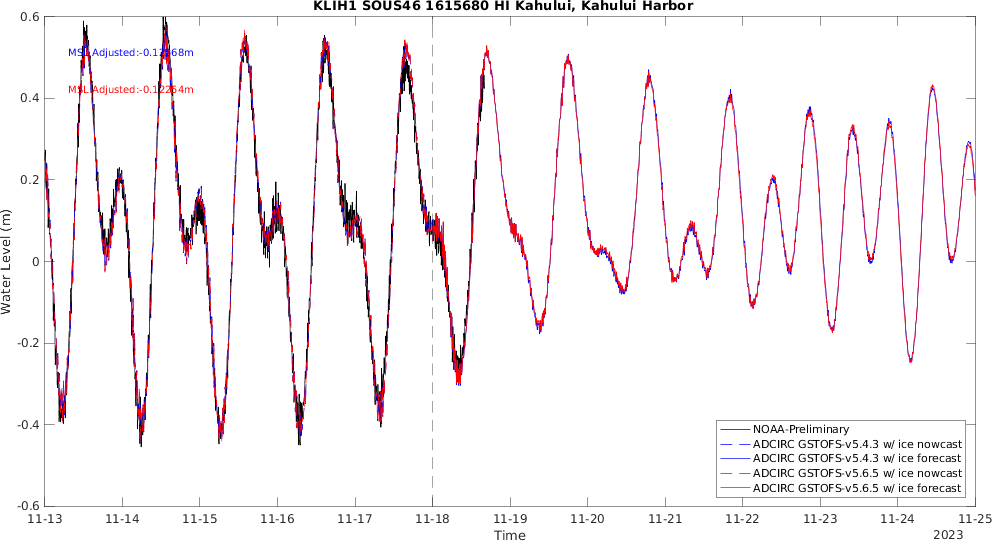 KLIH1 SOUS46 1615680 HI Kahului, Kahului Harbor
0.6
MSL Adjusted:
MSL Adjusted:-0.12264m
0.4
0.2
0
-0.2
-0.4
-0.6
Water Level (m)
NOAA-Preliminary
ADCIRC GSTOFS-v5.4.3 w/ ice nowcast
ADCIRC GSTOFS-v5.4.3 w/ ice forecast
ADCIRC GSTOFS-v5.6.5 w/ ice nowcast
ADCIRC GSTOFS-v5.6.5 w/ ice forecast
11-13 11-14 11-15 11-16 11-17 11-18 11-19 11-20 11-21 11-22 11-23 11-24 11-25
Time
2023